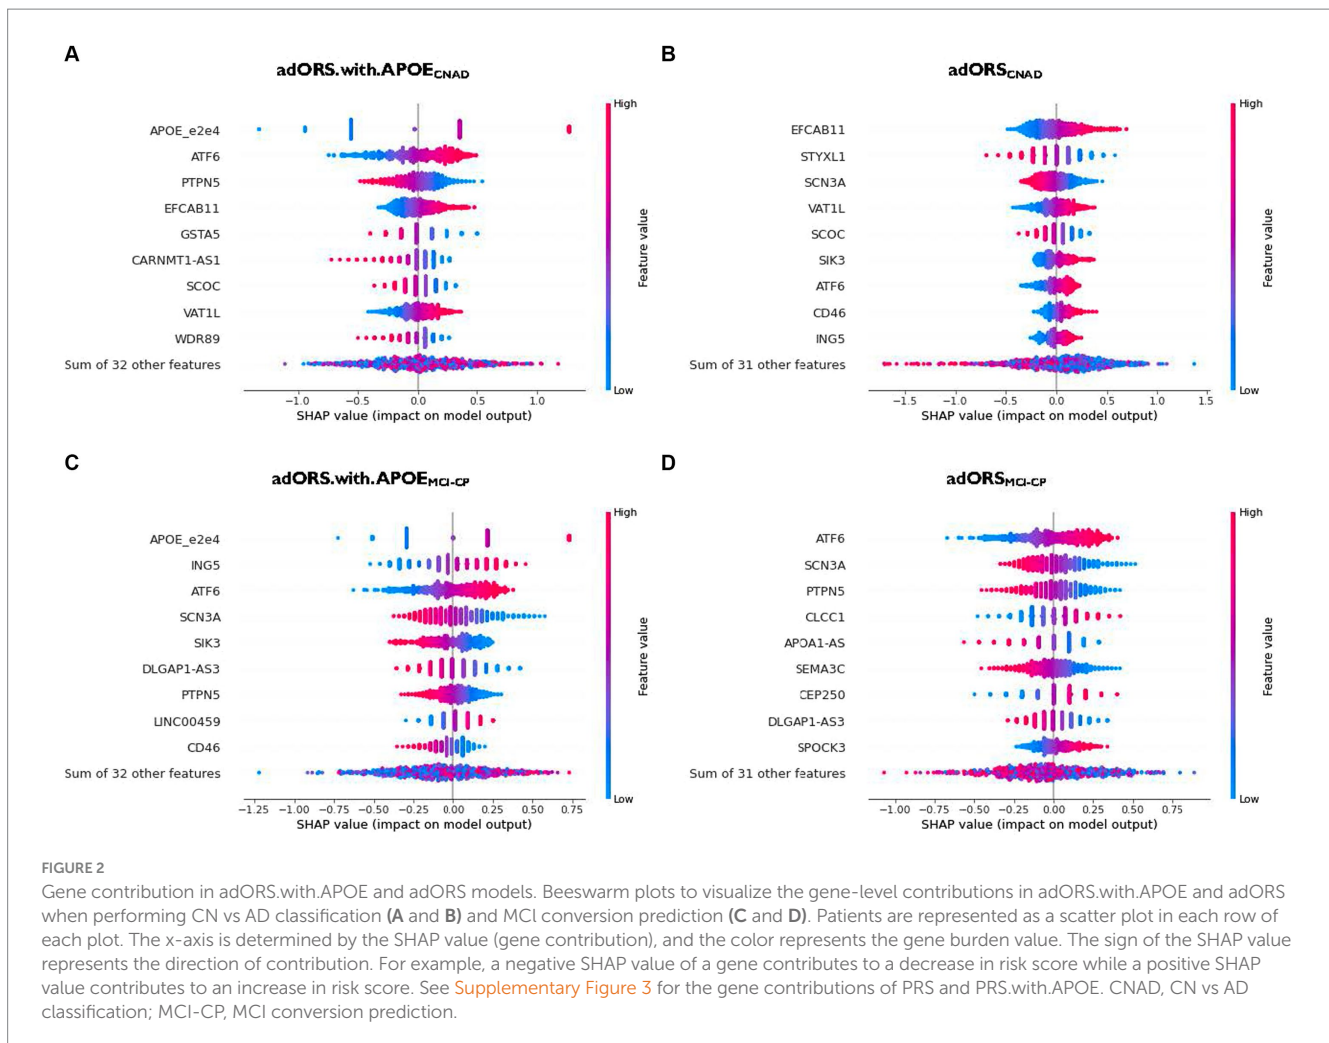 A
adORS.with.APOE CNAD
High
APOE_e2e4
ATF6
PTPN5
EFCAB11
GSTA5
CARNMT1-AS1
SCOC
VAT1L
WDR89
Sum of 32 other features
Feature value
Low
−1.0 −0.5 0.0 0.5 1.0
SHAP value (impact on model output)
B
adORS CNAD
High
EFCAB11
STYXL1
SCN3A
VAT1L
SCOC
SIK3
ATF6
CD46
ING5
Sum of 31 other features
Feature value
Low
−1.5 −1.0 −0.5 0.0 0.5 1.0 1.5
SHAP value (impact on model output)
C
adORS.with.APOE MCI-CP
High
APOE_e2e4
ING5
ATF6
SCN3A
SIK3
DLGAP1-AS3
PTPN5
LINC00459
CD46
Sum of 32 other features
Feature value
Low
−1.25 −1.00 −0.75 −0.50 −0.25 0.00 0.25 0.50 0.75
SHAP value (impact on model output)
D
adORS MCI-CP
High
ATF6
SCN3A
PTPN5
CLCC1
APOA1-AS
SEMA3C
CEP250
DLGAP1-AS3
SPOCK3
Sum of 31 other features
Feature value
Low
−1.00 −0.75 −0.50 −0.25 0.00 0.25 0.50 0.75
SHAP value (impact on model output)
FIGURE 2
Gene contribution in adORS.with.APOE and adORS models. Beeswarm plots to visualize the gene-level contributions in adORS.with.APOE and adORS
when performing CN vs AD classification (A and B) and MCI conversion prediction (C and D). Patients are represented as a scatter plot in each row of
each plot. The x-axis is determined by the SHAP value (gene contribution), and the color represents the gene burden value. The sign of the SHAP value
represents the direction of contribution. For example, a negative SHAP value of a gene contributes to a decrease in risk score while a positive SHAP
value contributes to an increase in risk score. See Supplementary Figure 3 for the gene contributions of PRS and PRS.with.APOE. CNAD, CN vs AD
classification; MCI-CP, MCI conversion prediction.